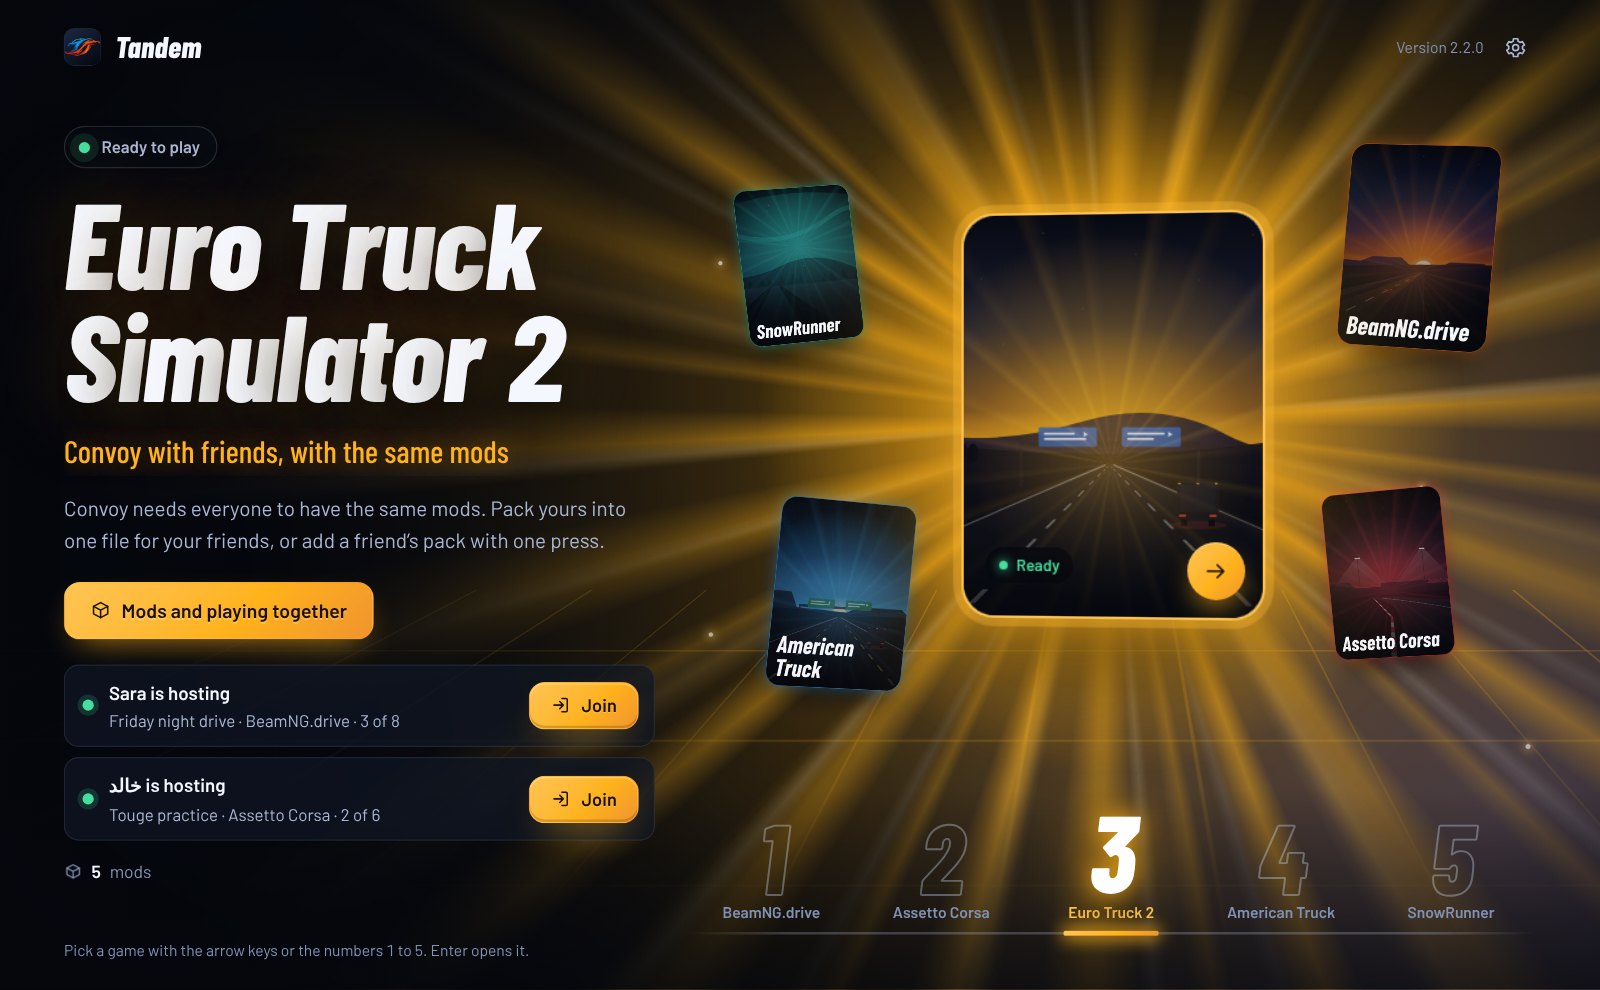 Tandem
Version 2.2.0
Ready to play
Euro Truck
Simulator 2
Convoy with friends, with the same mods
Convoy needs everyone to have the same mods. Pack yours into
one file for your friends, or add a friend's pack with one press.
Mods and playing together
Sara is hosting
Friday night drive · BeamNG.drive · 3 of 8
Join
خالد is hosting
Touge practice · Assetto Corsa · 2 of 6
Join
5 mods
Pick a game with the arrow keys or the numbers 1 to 5. Enter opens it.
SnowRunner
BeamNG.drive
Ready
American
Truck
Assetto Corsa
1
BeamNG.drive
2
Assetto Corsa
3
Euro Truck 2
4
American Truck
5
SnowRunner